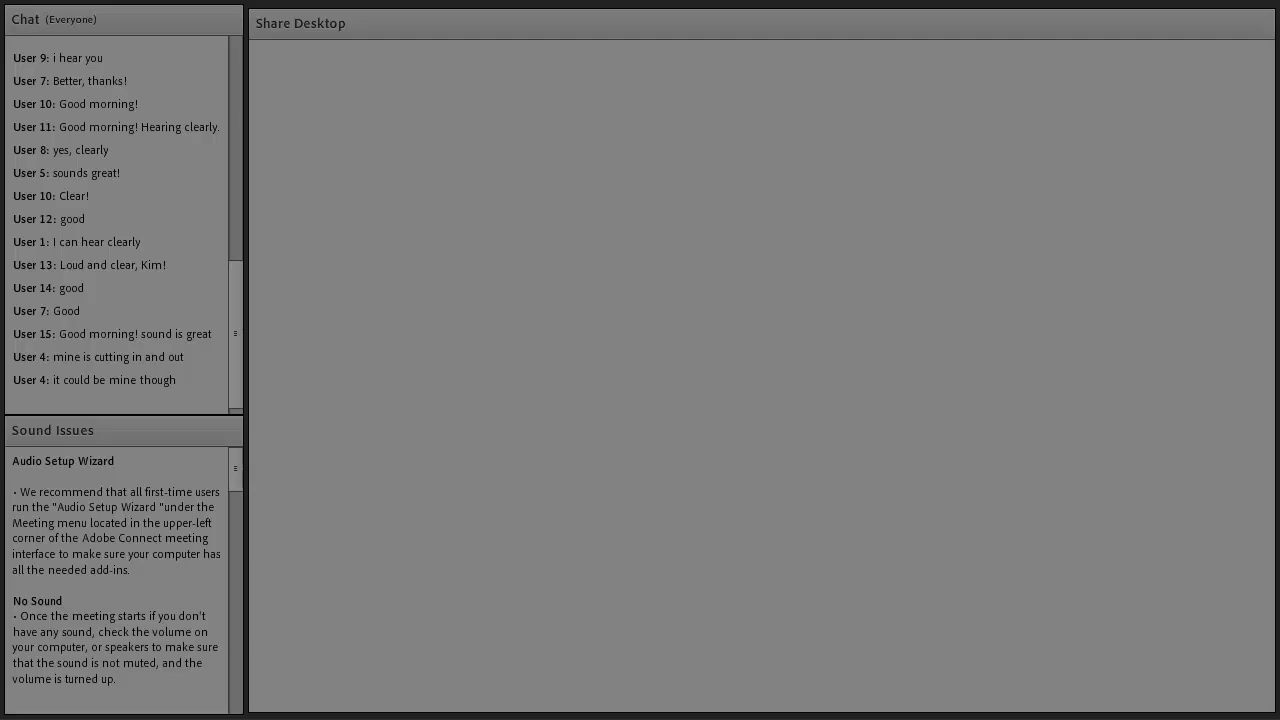 Chat (Everyone)
User 9: i hear you
User 7: Better, thanks!
User 10: Good morning!
User 11: Good morning! Hearing clearly.
User 8: yes, clearly
User 5: sounds great!
User 10: Clear!
User 12: good
User 1: I can hear clearly
User 13: Loud and clear, Kim!
User 14: good
User 7: Good
User 15: Good morning! sound is great
User 4: mine is cutting in and out
User 4: it could be mine though
Sound Issues
Audio Setup Wizard
• We recommend that all first-time users
run the "Audio Setup Wizard "under the
Meeting menu located in the upper-left
corner of the Adobe Connect meeting
interface to make sure your computer has
all the needed add-ins.
No Sound
• Once the meeting starts if you don't
have any sound, check the volume on
your computer, or speakers to make sure
that the sound is not muted, and the
volume is turned up.
Share Desktop